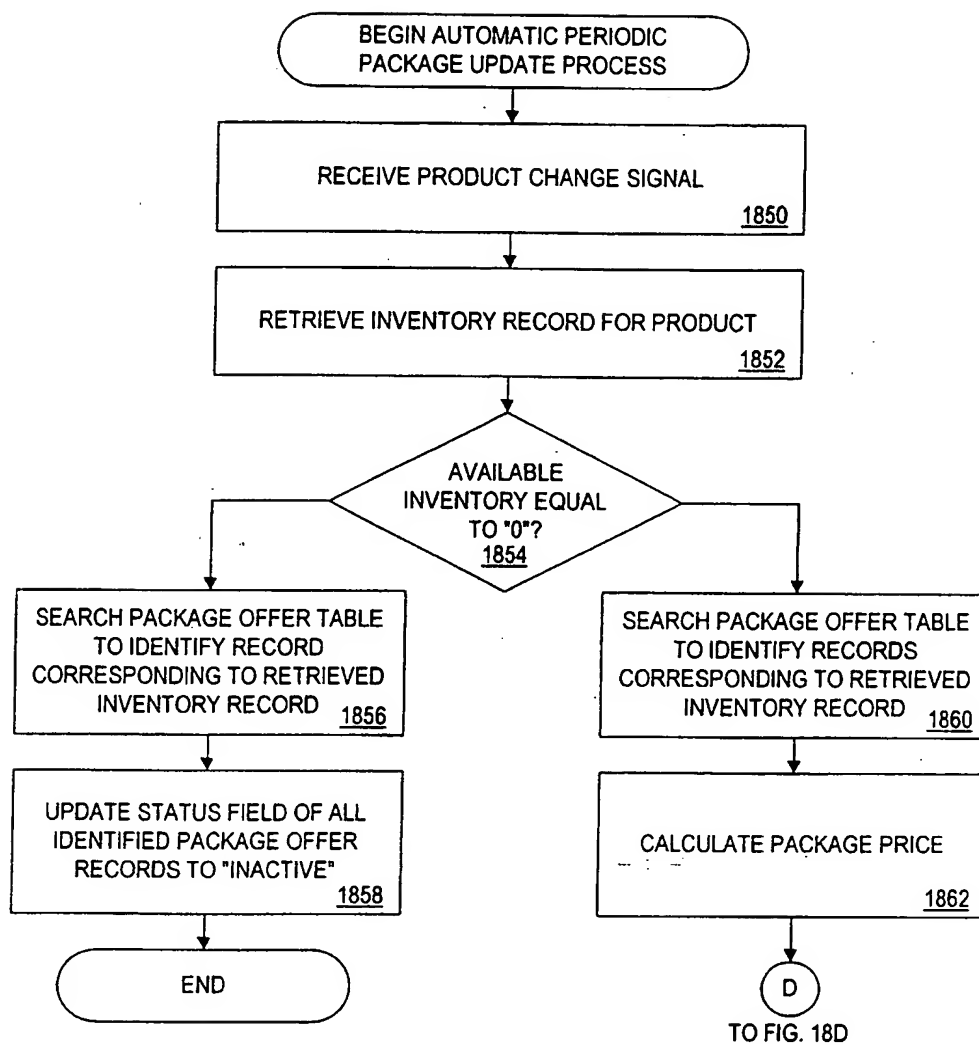 BEGIN AUTOMATIC PERIODIC
PACKAGE UPDATE PROCESS
RECEIVE PRODUCT CHANGE SIGNAL
1850
RETRIEVE INVENTORY RECORD FOR PRODUCT
1852
AVAILABLE
INVENTORY EQUAL
TO "0"?
1854
SEARCH PACKAGE OFFER TABLE
TO IDENTIFY RECORD
CORRESPONDING TO RETRIEVED
INVENTORY RECORD
1856
UPDATE STATUS FIELD OF ALL
IDENTIFIED PACKAGE OFFER
RECORDS TO "INACTIVE"
1858
END
SEARCH PACKAGE OFFER TABLE
TO IDENTIFY RECORDS
CORRESPONDING TO RETRIEVED
INVENTORY RECORD
1860
CALCULATE PACKAGE PRICE
1862
D
TO FIG. 18D